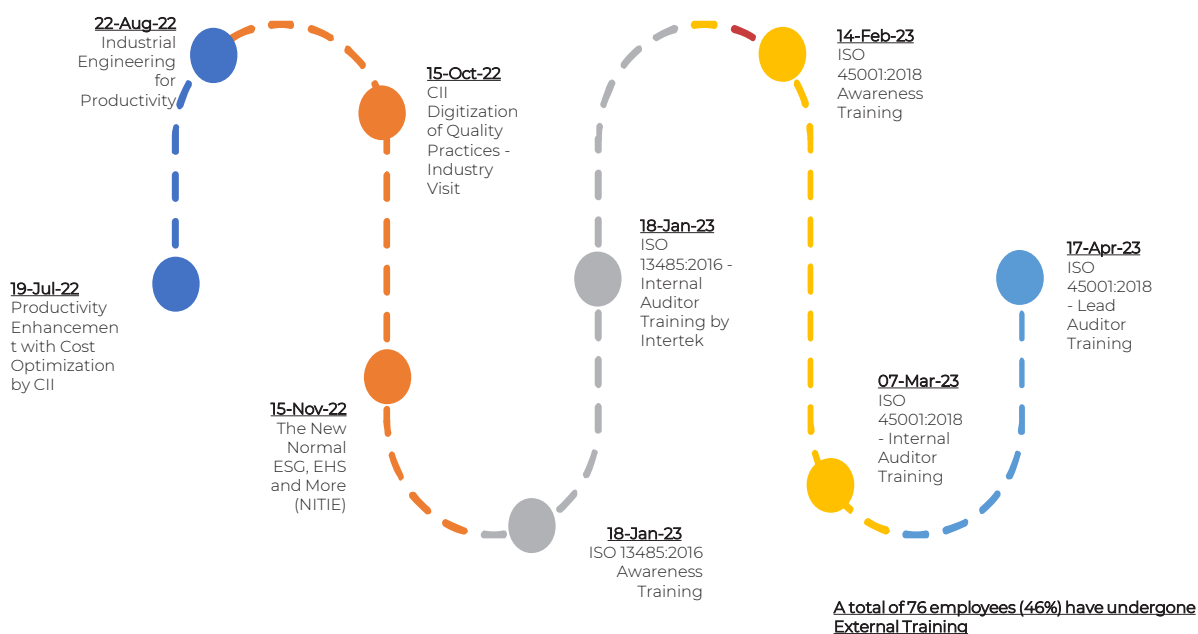 22-Aug-22
Industrial
Engineering
for
Productivity
19-Jul-22
Productivity
Enhancemen
t with Cost
Optimization
by CII
15-Oct-22
CII
Digitization
of Quality
Practices -
Industry
Visit
15-Nov-22
The New
Normal
ESG, EHS
and More
(NITIE)
18-Jan-23
ISO 13485:2016
Awareness
Training
18-Jan-23
ISO
13485:2016 -
Internal
Auditor
Training by
Intertek
14-Feb-23
ISO
45001:2018
Awareness
Training
07-Mar-23
ISO
45001:2018
- Internal
Auditor
Training
17-Apr-23
ISO
45001:2018
- Lead
Auditor
Training
A total of 76 employees (46%) have undergone
External Training